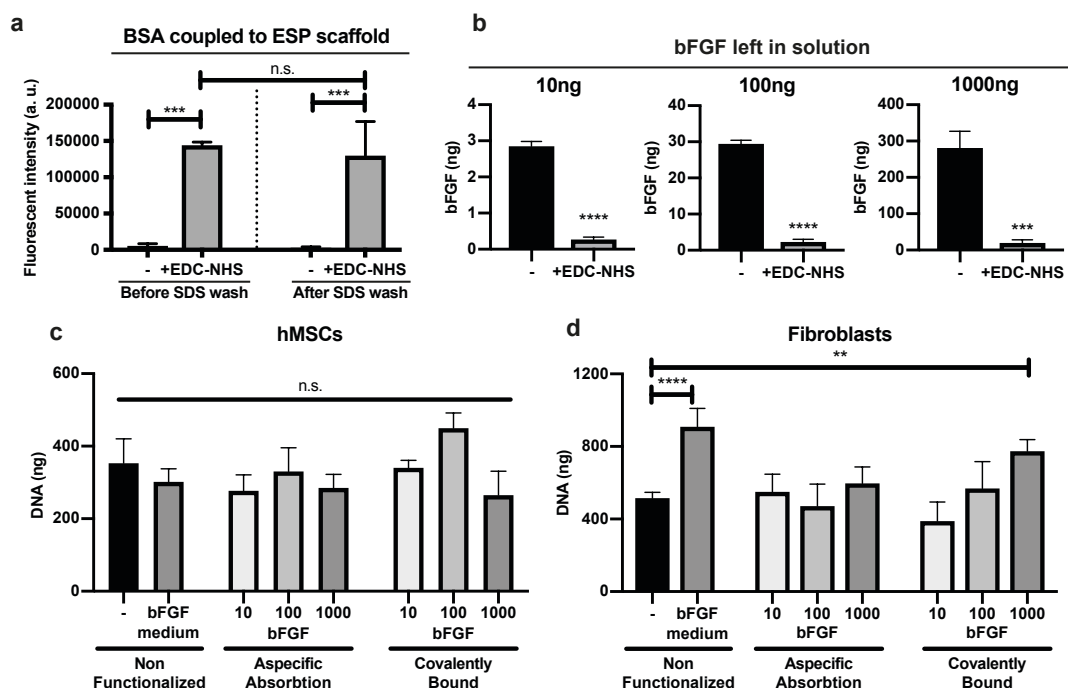 a
BSA coupled to ESP scaffold
n.s.
***
***
Fluorescent intensity (a. u.)
200000
150000
100000
50000
0
- +EDC-NHS - +EDC-NHS
Before SDS wash After SDS wash
b
bFGF left in solution
10ng
bFGF (ng)
4
3
2
1
0
****
- +EDC-NHS
100ng
bFGF (ng)
40
30
20
10
0
****
- +EDC-NHS
1000ng
bFGF (ng)
400
300
200
100
0
***
- +EDC-NHS
c
hMSCs
n.s.
DNA (ng)
600
400
200
0
- bFGF 10 100 1000 10 100 1000
medium bFGF bFGF
Non Aspecific Covalently
Functionalized Absorbtion Bound
d
Fibroblasts
**
****
DNA (ng)
1200
800
400
0
- bFGF 10 100 1000 10 100 1000
medium bFGF bFGF
Non Aspecific Covalently
Functionalized Absorbtion Bound